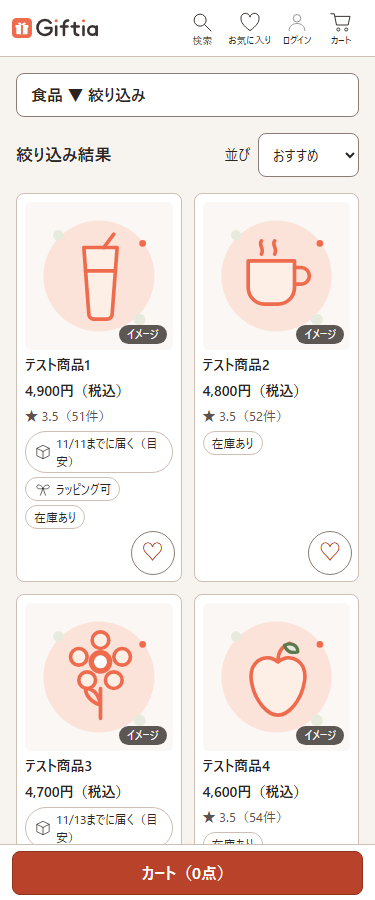 Giftia
検索
お気に入り
ログイン
カート
食品 ▼ 絞り込み
絞り込み結果
並び
おすすめ
イメージ
イメージ
テスト商品1
4,900円（税込）
★ 3.5（51件）
11/11までに届く（目
安）
ラッピング可
在庫あり
テスト商品2
4,800円（税込）
★ 3.5（52件）
在庫あり
イメージ
イメージ
テスト商品3
4,700円（税込）
11/13までに届く（目
安）
テスト商品4
4,600円（税込）
★ 3.5（54件）
在庫あり
カート（0点）